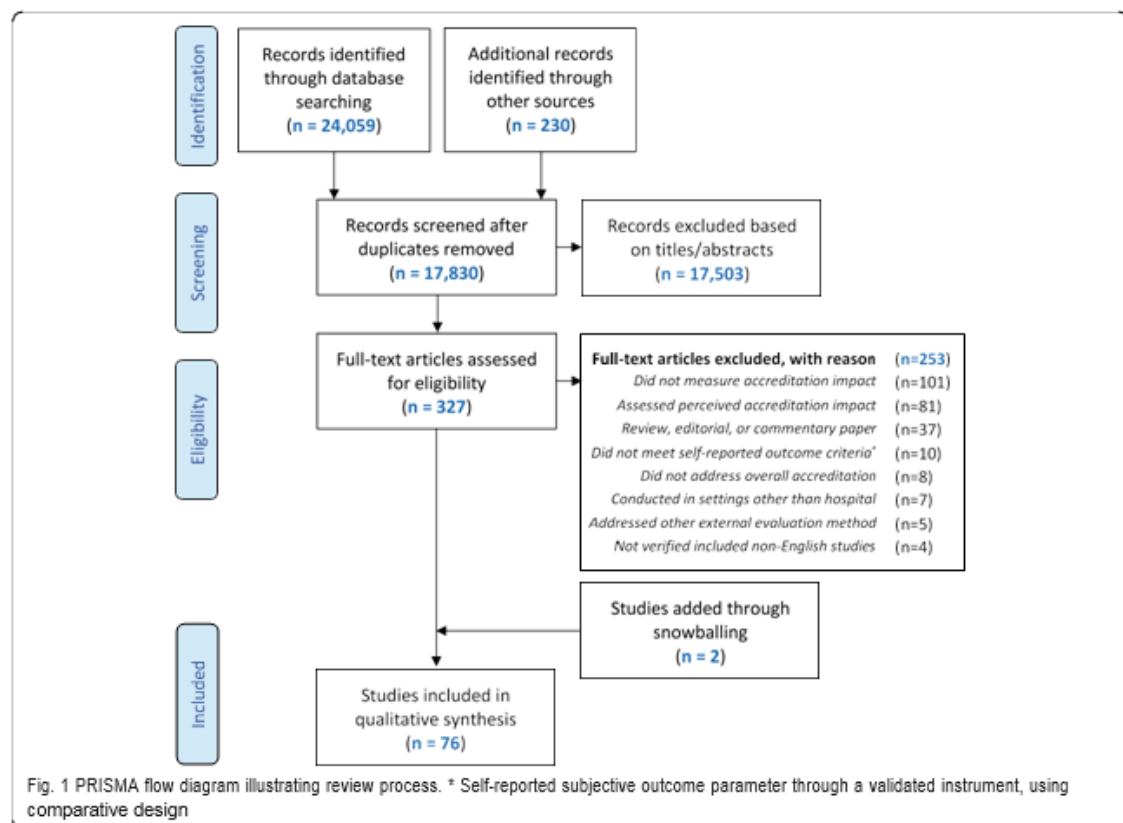 Identification
Records identified
through database
searching
(n = 24,059)
Additional records
identified through
other sources
(n = 230)
Screening
Records screened after
duplicates removed
(n = 17,830)
Records excluded based
on titles/abstracts
(n = 17,503)
Eligibility
Full-text articles assessed
for eligibility
(n = 327)
Full-text articles excluded, with reason (n=253)
Did not measure accreditation impact (n=101)
Assessed perceived accreditation impact (n=81)
Review, editorial, or commentary paper (n=37)
Did not meet self-reported outcome criteria* (n=10)
Did not address overall accreditation (n=8)
Conducted in settings other than hospital (n=7)
Addressed other external evaluation method (n=5)
Not verified included non-English studies (n=4)
Studies added through
snowballing
(n = 2)
Included
Studies included in
qualitative synthesis
(n = 76)
Fig. 1 PRISMA flow diagram illustrating review process. * Self-reported subjective outcome parameter through a validated instrument, using
comparative design